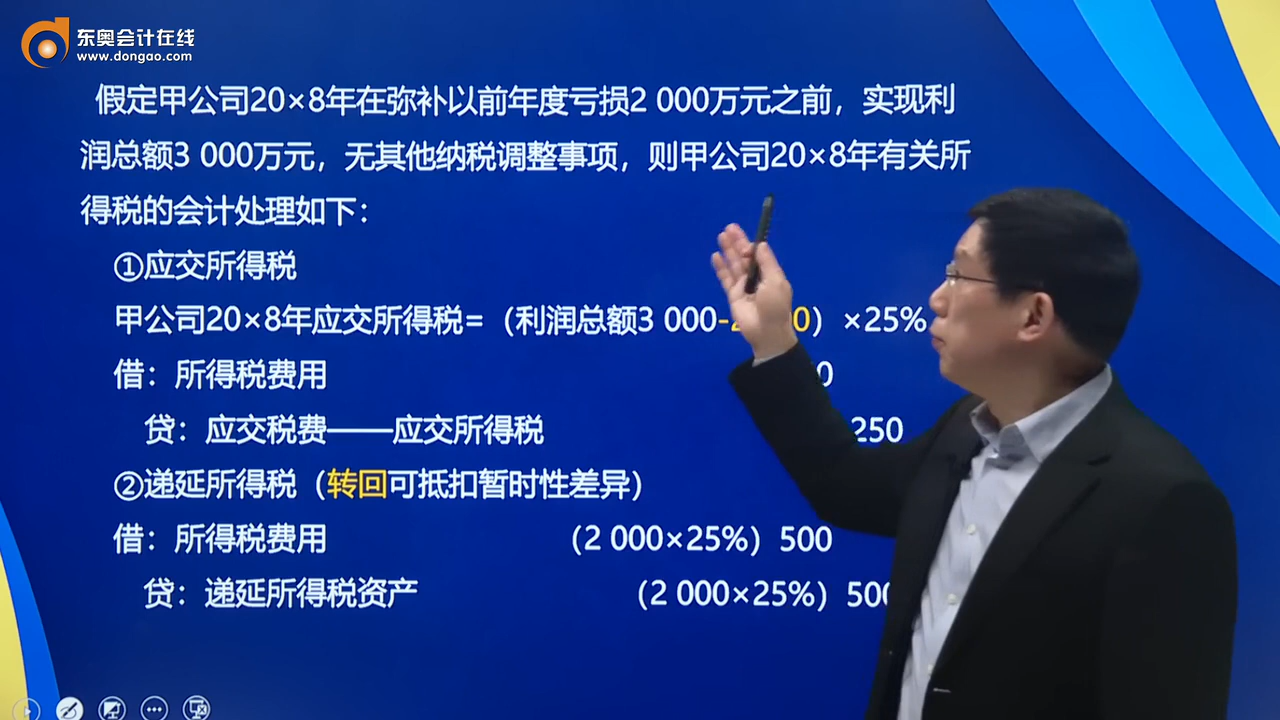 东奥会计在线
www.dongao.com
假定甲公司20×8年在弥补以前年度亏损2 000万元之前，实现利
润总额3 000万元，无其他纳税调整事项，则甲公司20×8年有关所
得税的会计处理如下：
①应交所得税
甲公司20×8年应交所得税=（利润总额3 000-2 000）×25%
借：所得税费用
贷：应交税费——应交所得税 250
②递延所得税（转回可抵扣暂时性差异）
借：所得税费用 （2 000×25%）500
贷：递延所得税资产 （2 000×25%）500